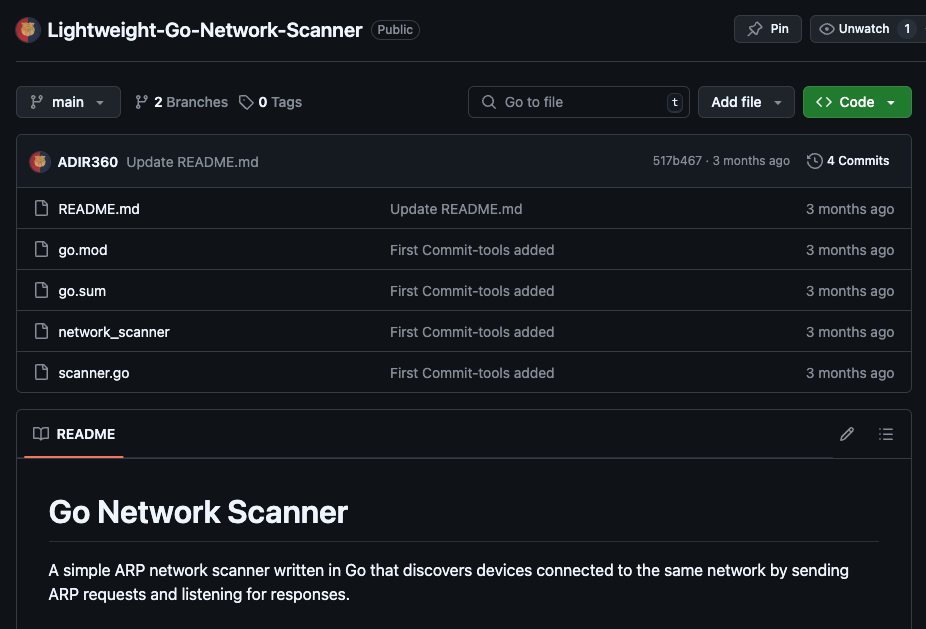 Lightweight-Go-Network-Scanner Public Pin Unwatch 1
main 2 Branches 0 Tags Go to file t Add file Code
ADIR360 Update README.md 517b467 · 3 months ago 4 Commits
README.md Update README.md 3 months ago
go.mod First Commit-tools added 3 months ago
go.sum First Commit-tools added 3 months ago
network_scanner First Commit-tools added 3 months ago
scanner.go First Commit-tools added 3 months ago
README
Go Network Scanner
A simple ARP network scanner written in Go that discovers devices connected to the same network by sending
ARP requests and listening for responses.